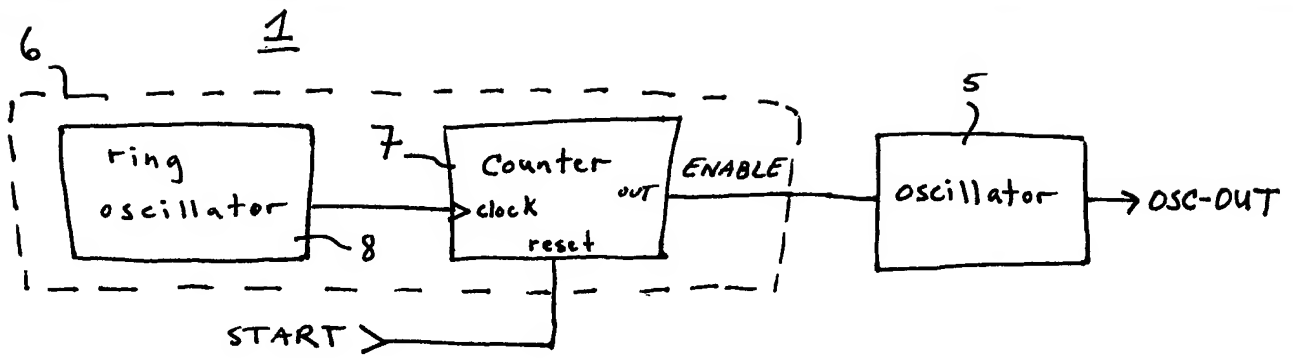 1
6
5
7
ring
oscillator
8
Counter
OUT
clock
reset
ENABLE
oscillator
OSC-OUT
START